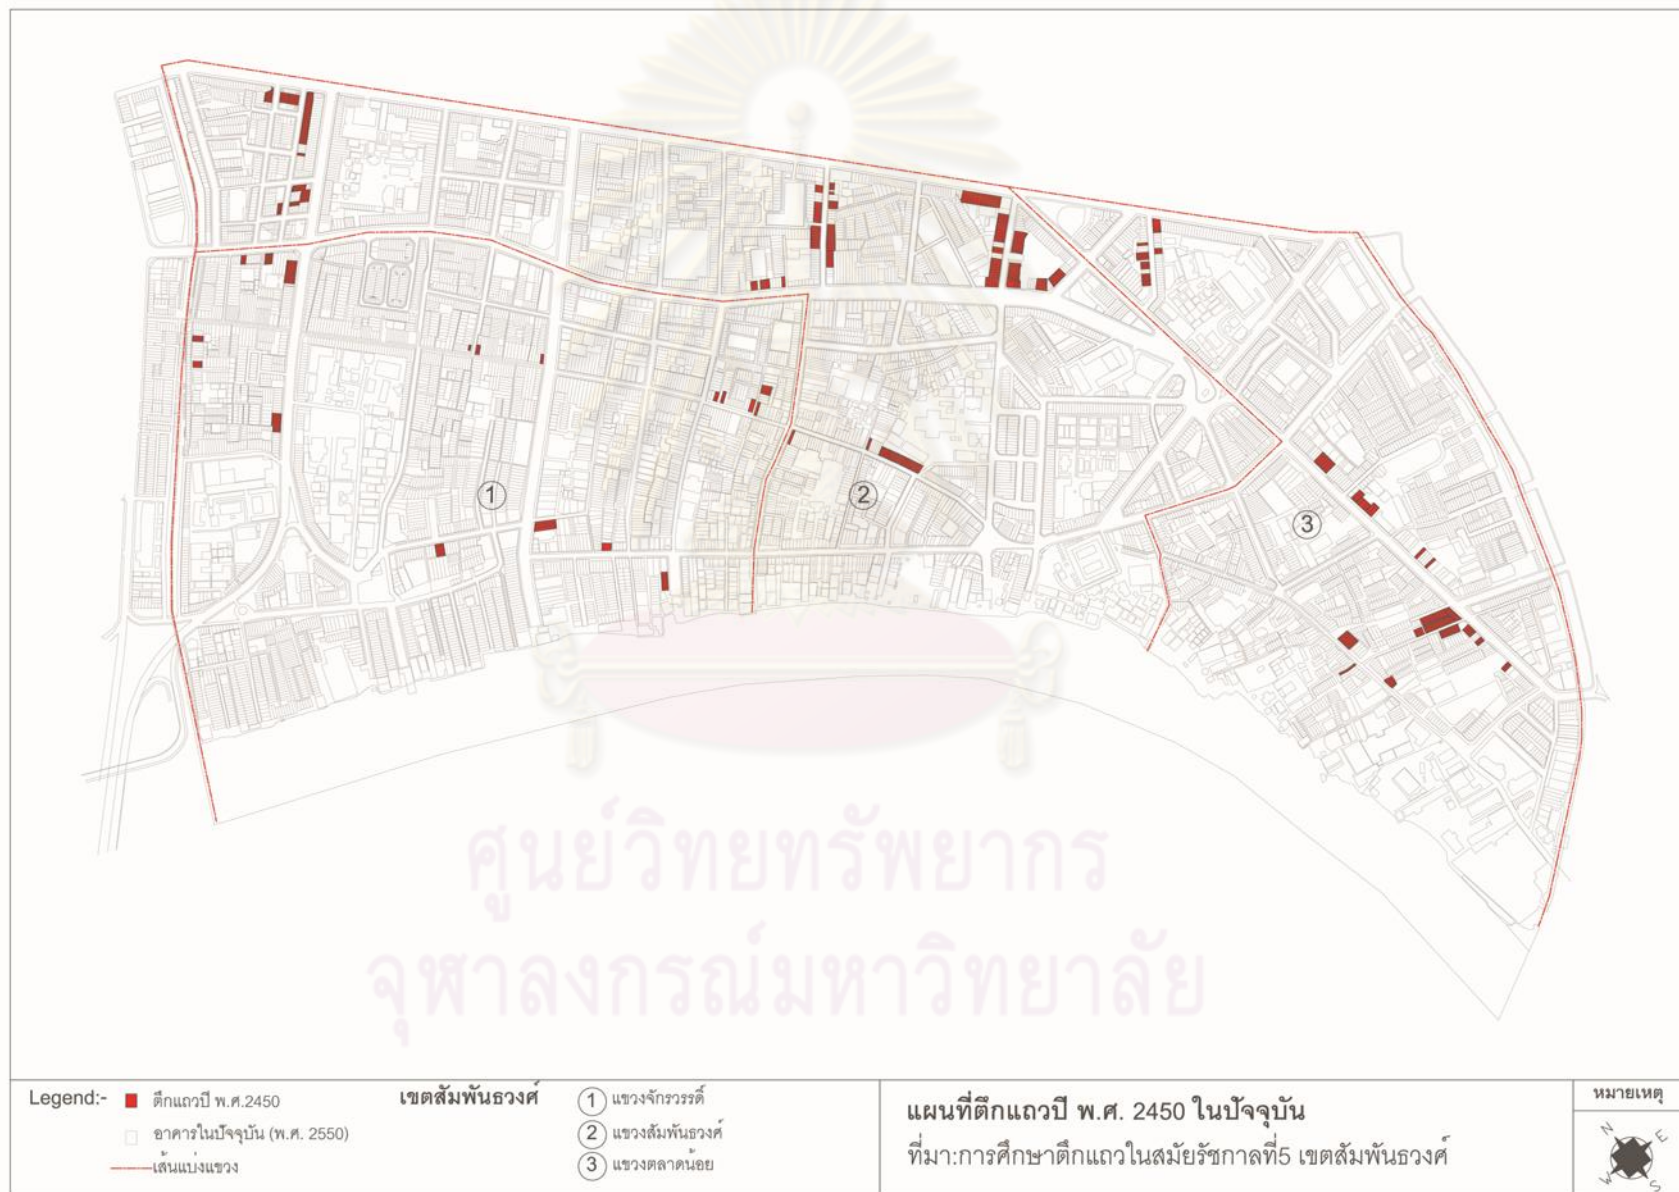 1
2
3
ศูนย์วิทยทรัพยากร
จุฬาลงกรณ์มหาวิทยาลัย
Legend:-
ตึกแถวปี พ.ศ.2450
อาคารในปัจจุบัน (พ.ศ. 2550)
เส้นแบ่งแขวง
เขตสัมพันธวงศ์
1 แขวงจักรวรรดิ์
2 แขวงสัมพันธวงศ์
3 แขวงตลาดน้อย
แผนที่ตึกแถวปี พ.ศ. 2450 ในปัจจุบัน
ที่มา:การศึกษาตึกแถวในสมัยรัชกาลที่5 เขตสัมพันธวงศ์
หมายเหตุ
N
E
W
S